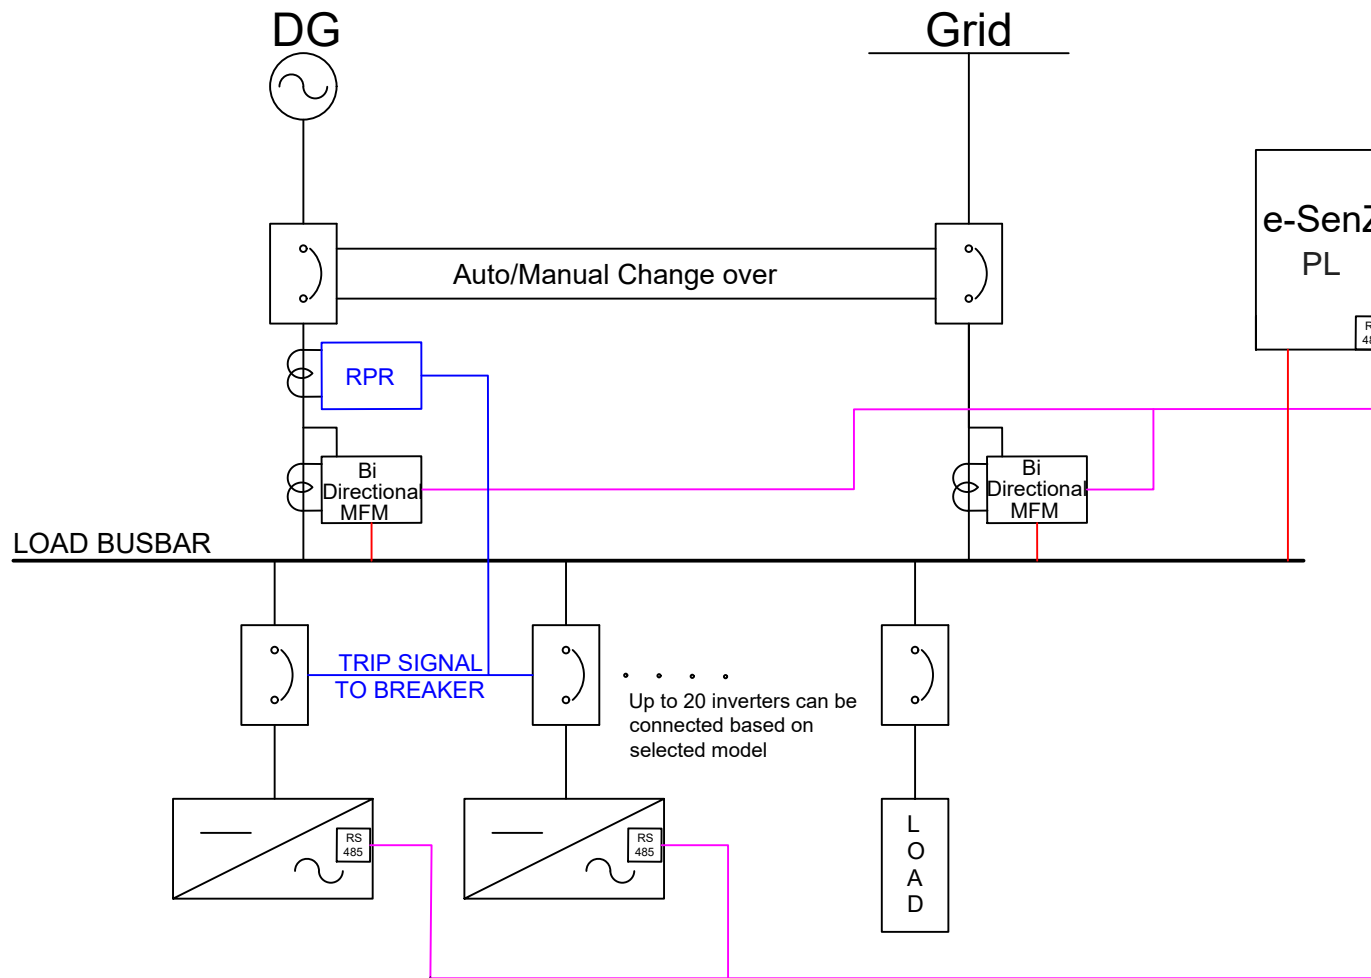 DG
Grid
e-SenZ
PL
Auto/Manual Change over
RPR
Bi
Directional
MFM
Bi
Directional
MFM
LOAD BUSBAR
TRIP SIGNAL
TO BREAKER
Up to 20 inverters can be
connected based on
selected model
RS
485
RS
485
L
O
A
D